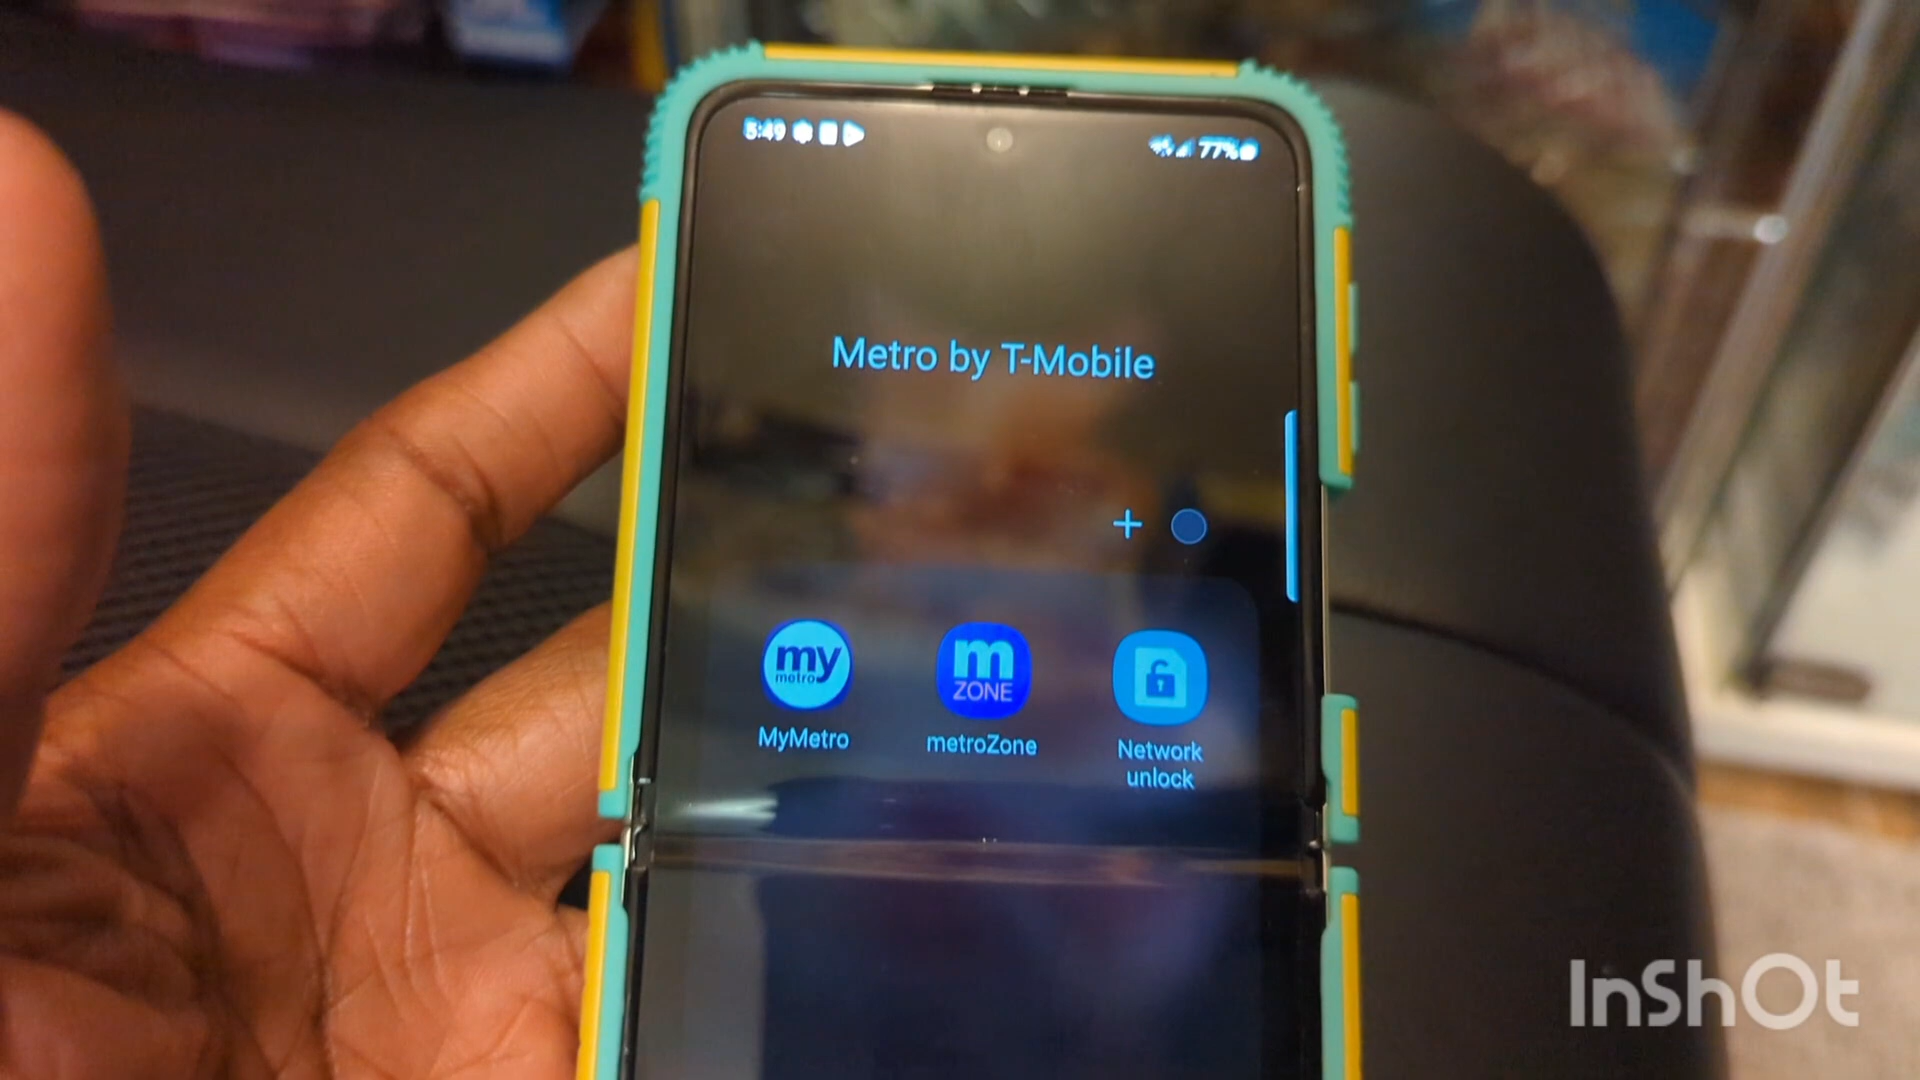 5:49
77%
Metro by T-Mobile
+
my
metro
m
ZONE
MyMetro
metroZone
Network
unlock
InShOt